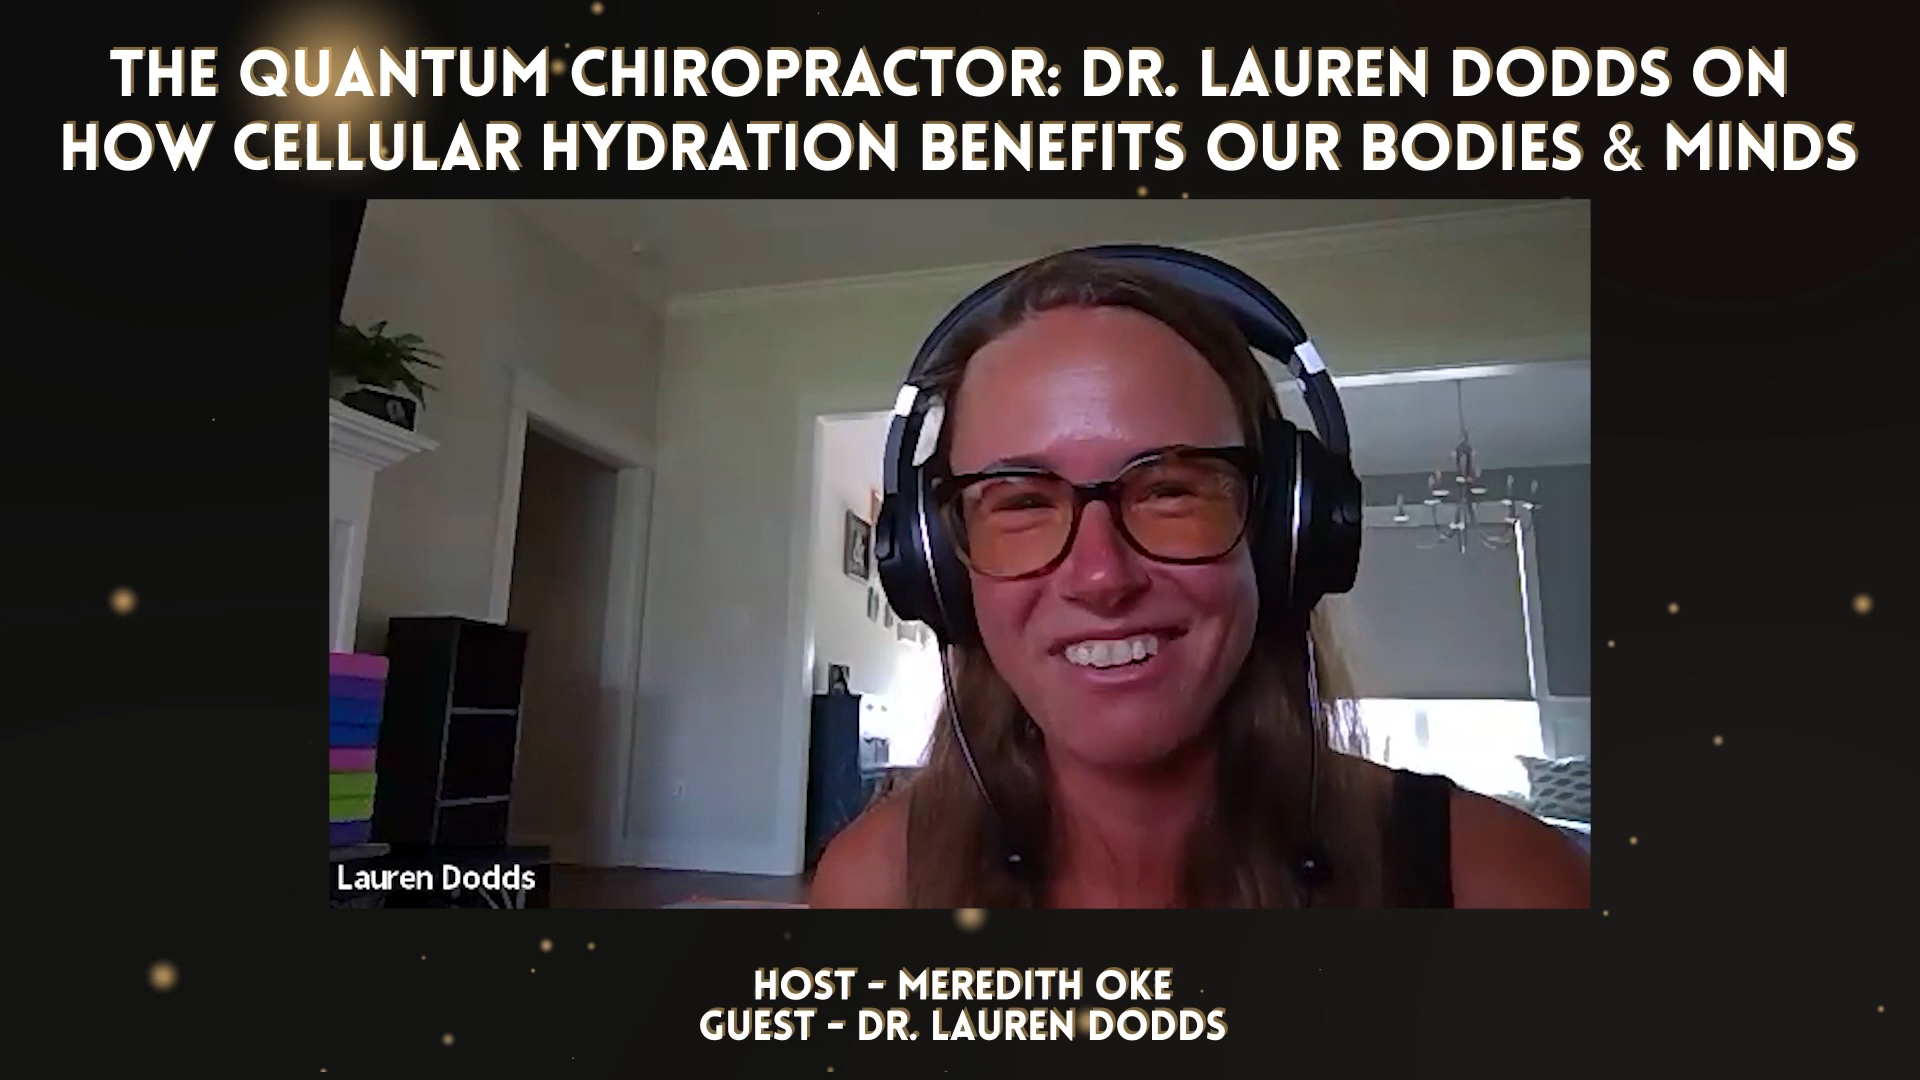 THE QUANTUM CHIROPRACTOR: DR. LAUREN DODDS ON
HOW CELLULAR HYDRATION BENEFITS OUR BODIES & MINDS
Lauren Dodds
HOST - MEREDITH OKE
GUEST - DR. LAUREN DODDS